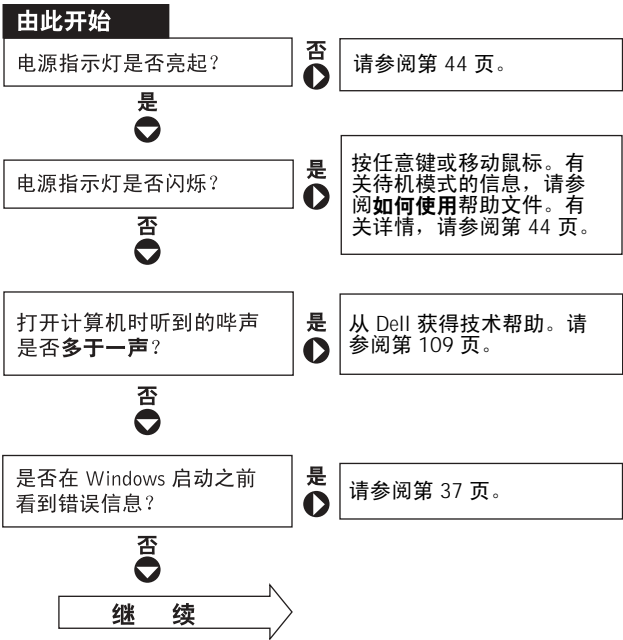 由此开始
电源指示灯是否亮起？
否
请参阅第 44 页。
是
电源指示灯是否闪烁？
是
按任意键或移动鼠标。有
关待机模式的信息，请参
阅如何使用帮助文件。有
关详情，请参阅第 44 页。
否
打开计算机时听到的哔声
是否多于一声？
是
从 Dell 获得技术帮助。请
参阅第 109 页。
否
是否在 Windows 启动之前
看到错误信息？
是
请参阅第 37 页。
否
继 续